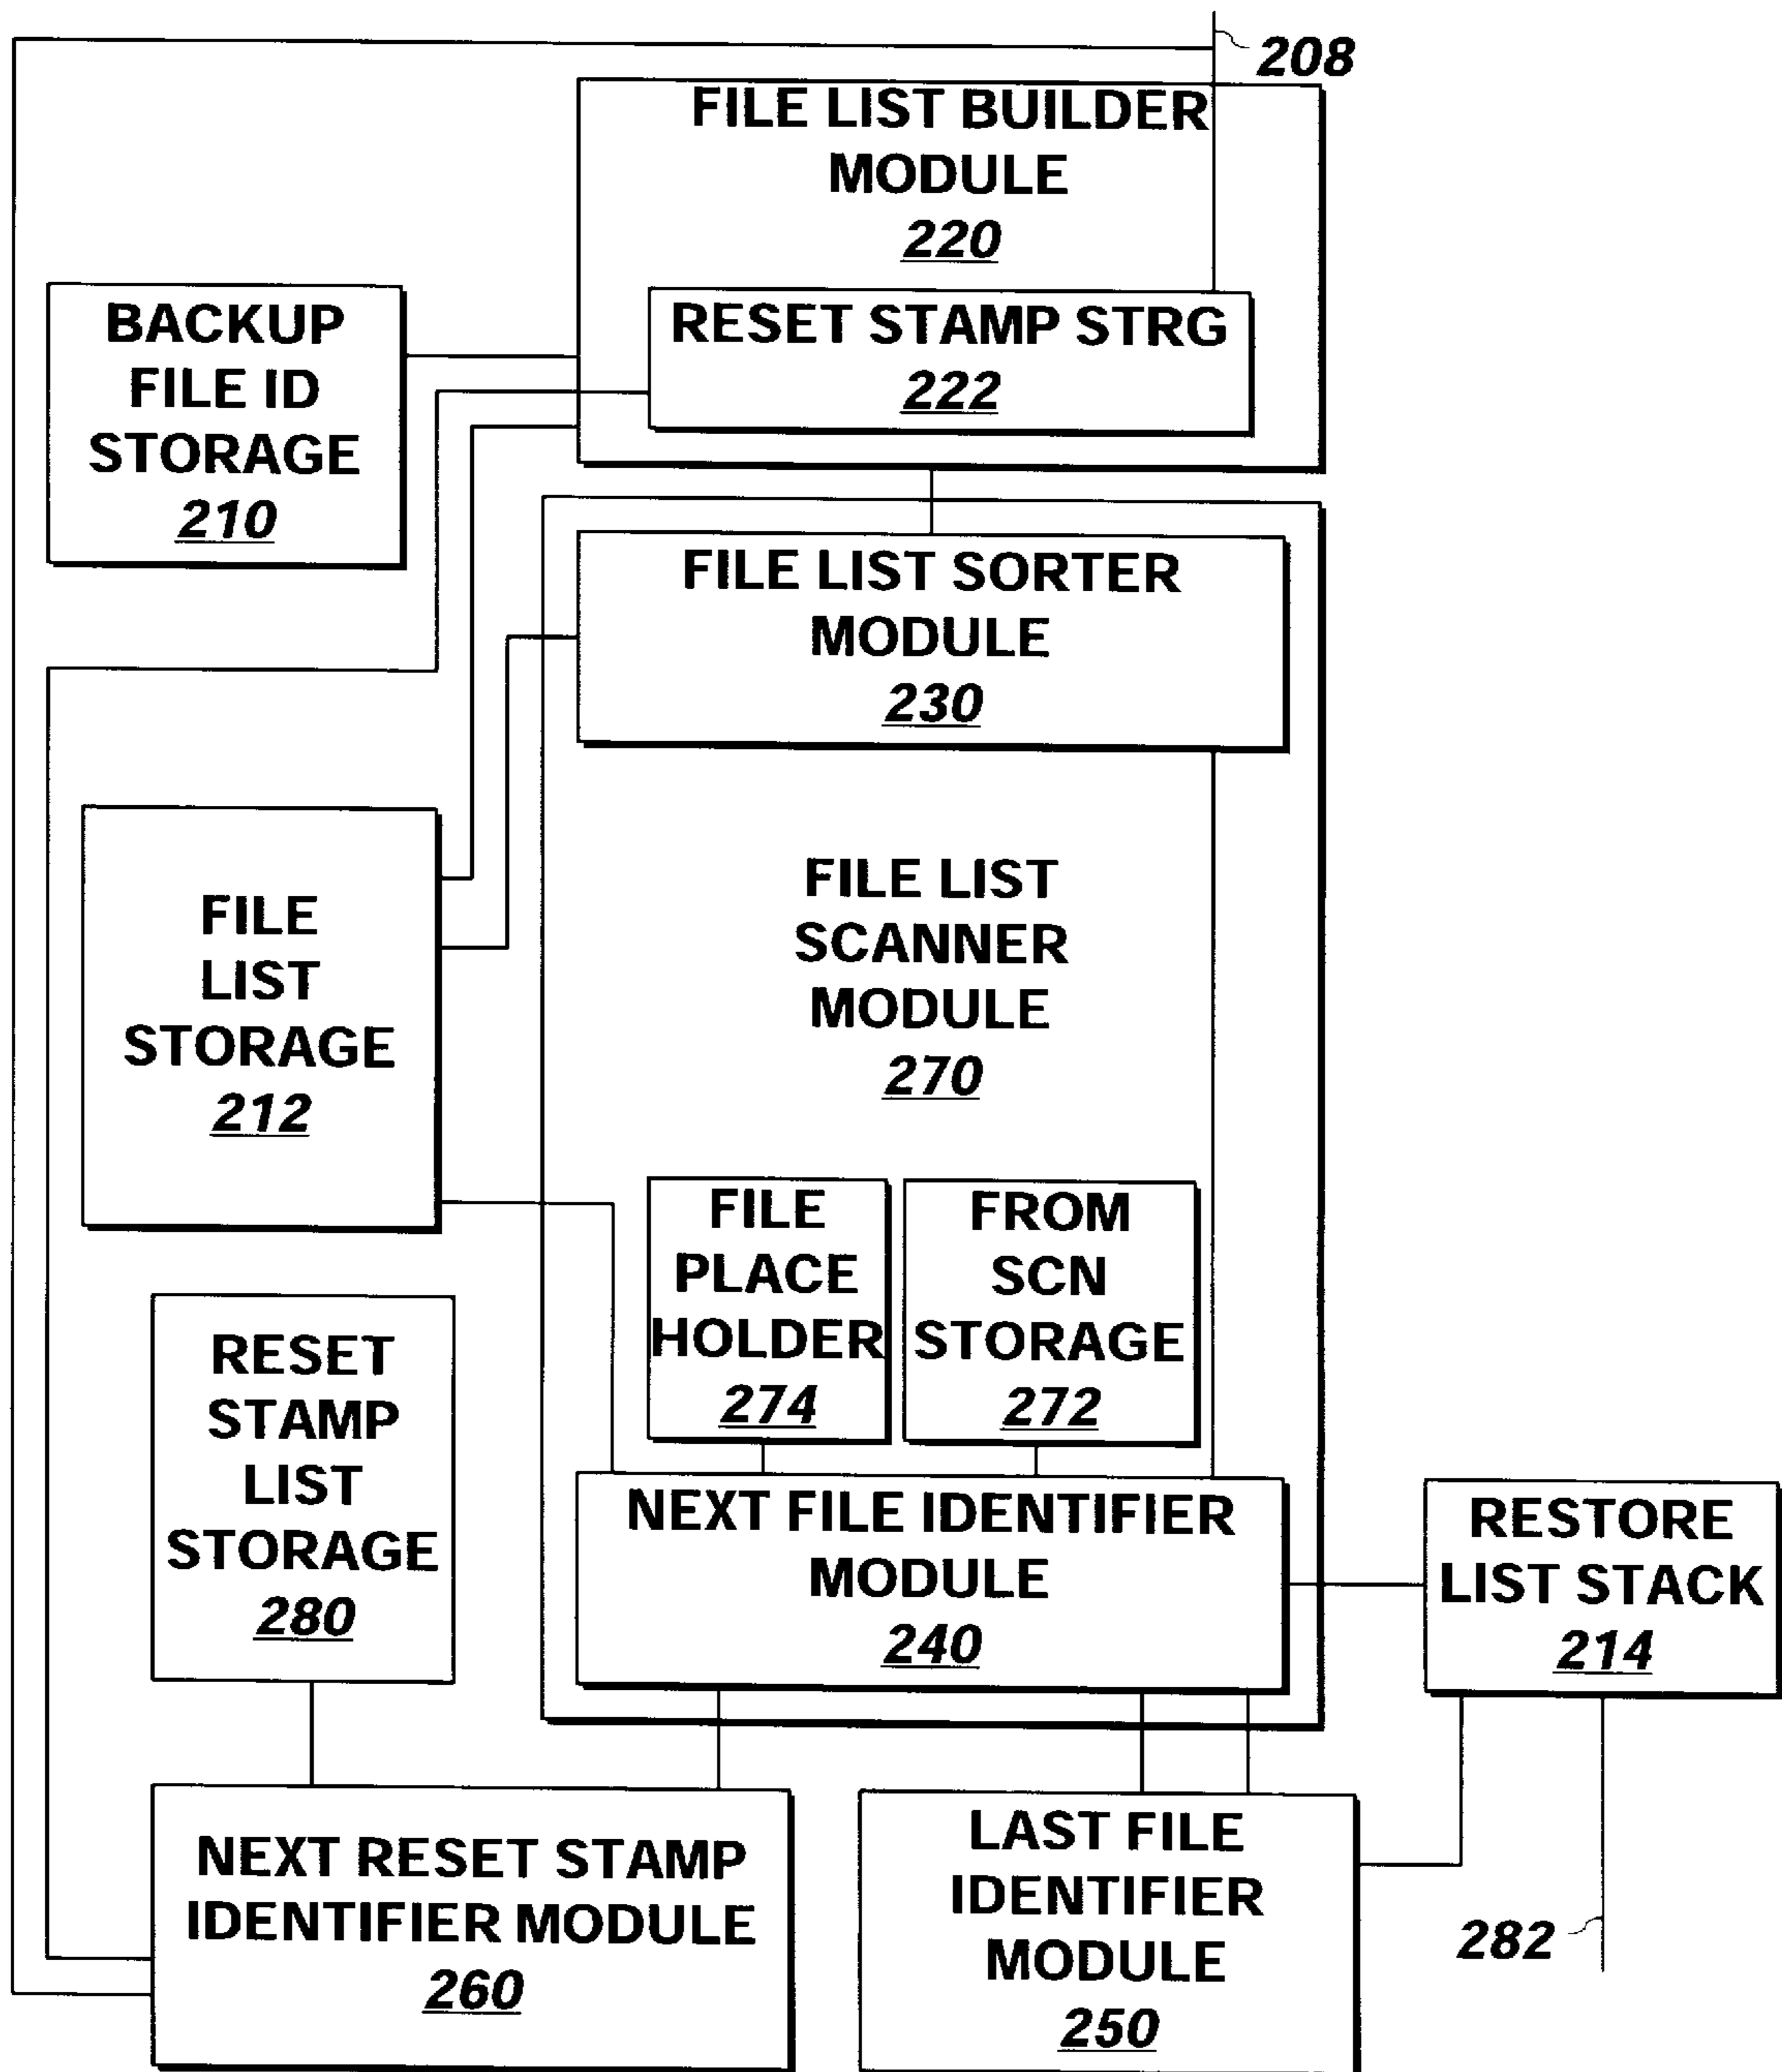 208
FILE LIST BUILDER
MODULE
220
RESET STAMP STRG
222
BACKUP
FILE ID
STORAGE
210
FILE LIST SORTER
MODULE
230
FILE
LIST
STORAGE
212
FILE LIST
SCANNER
MODULE
270
FILE
PLACE
HOLDER
274
FROM
SCN
STORAGE
272
RESET
STAMP
LIST
STORAGE
280
NEXT FILE IDENTIFIER
MODULE
240
RESTORE
LIST STACK
214
NEXT RESET STAMP
IDENTIFIER MODULE
260
LAST FILE
IDENTIFIER
MODULE
250
282